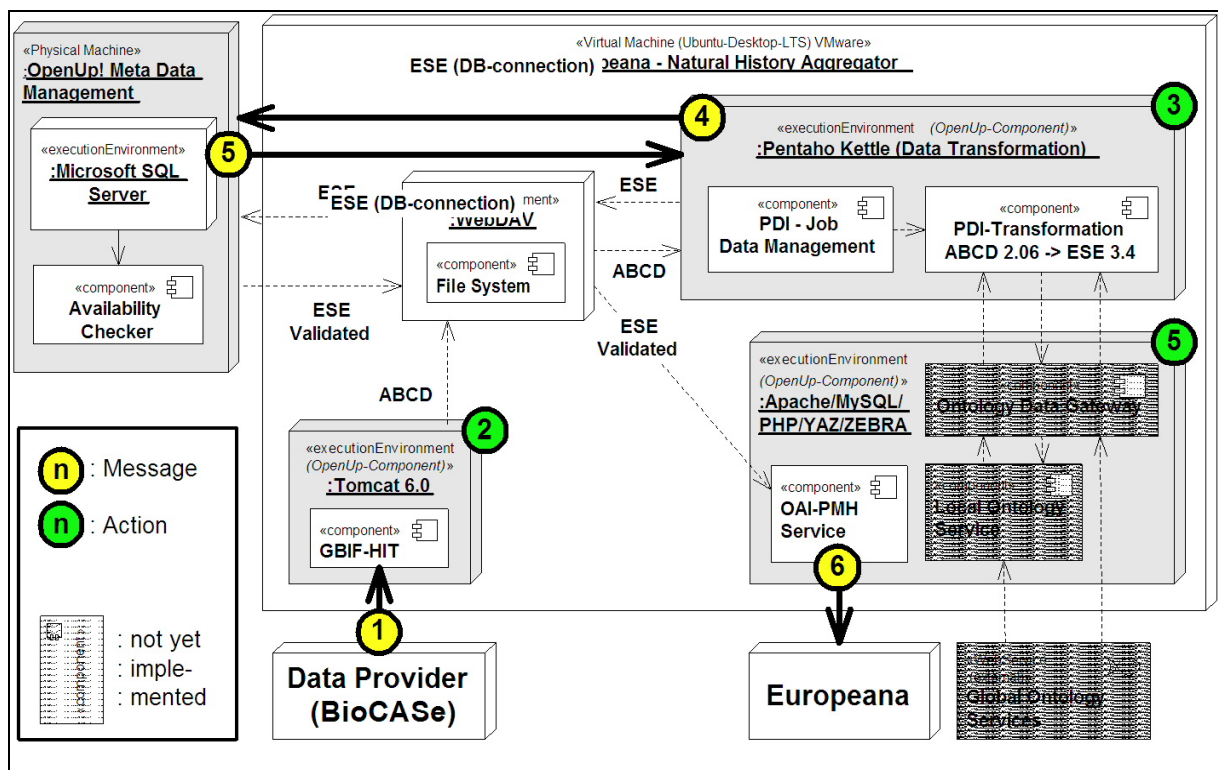 «Physical Machine»
:OpenUp! Meta Data
Management
«executionEnvironment»
:Microsoft SQL
Server
«component»
Availability
Checker
«Virtual Machine (Ubuntu-Desktop-LTS) VMware»
ESE (DB-connection)
peana - Natural History Aggregator
4
5
3
«executionEnvironment (OpenUp-Component) »
:Pentaho Kettle (Data Transformation)
«component»
PDI - Job
Data Management
«component»
PDI-Transformation
ABCD 2.06 -> ESE 3.4
ESE
ESE (DB-connection)
ment»
:WebDAV
«component»
File System
ESE
ABCD
ESE
Validated
ESE
Validated
ABCD
5
«executionEnvironment
(OpenUp-Component) »
:Apache/MySQL/
PHP/YAZ/ZEBRA
Ontology Data Gateway
«component»
OAI-PMH
Service
Local Ontology
Service
6
2
«executionEnvironment
(OpenUp-Component) »
:Tomcat 6.0
«component»
GBIF-HIT
1
n : Message
n : Action
«component»
: not yet
: imple-
: mented
Data Provider
(BioCASe)
Europeana
Global Ontology
Services